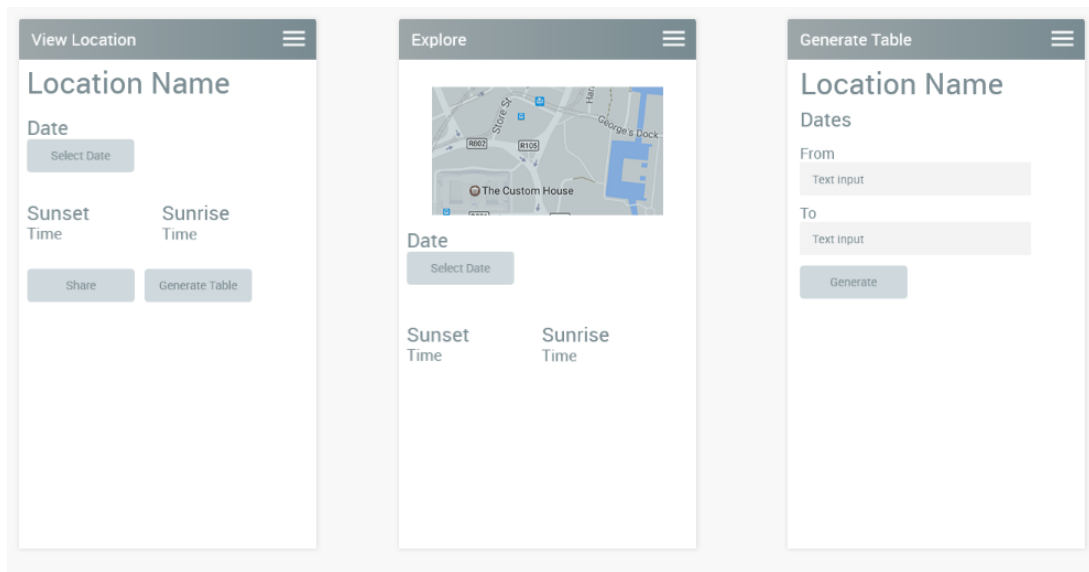 View Location
Location Name
Date
Select Date
Sunset Sunrise
Time Time
Share Generate Table
Explore
Store St
George's Dock
R802 R105
The Custom House
Date
Select Date
Sunset Sunrise
Time Time
Generate Table
Location Name
Dates
From
Text input
To
Text input
Generate